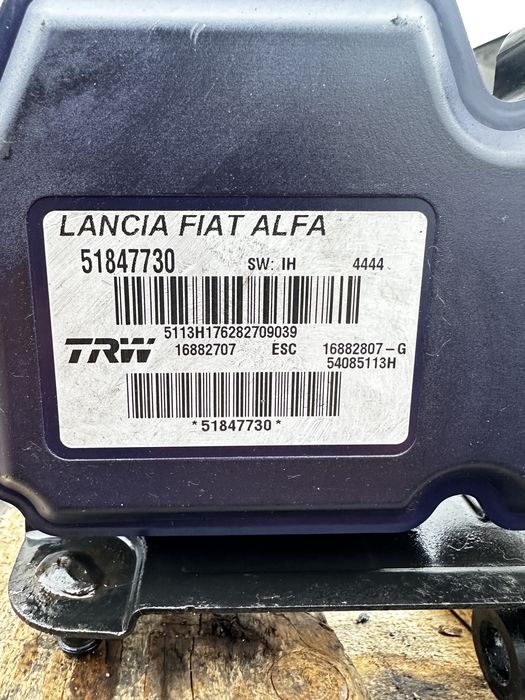 LANCIA FIAT ALFA
51847730 SW: IH 4444
5113H176282709039
TRW 16882707 ESC 16882807-G
54085113H
*51847730*